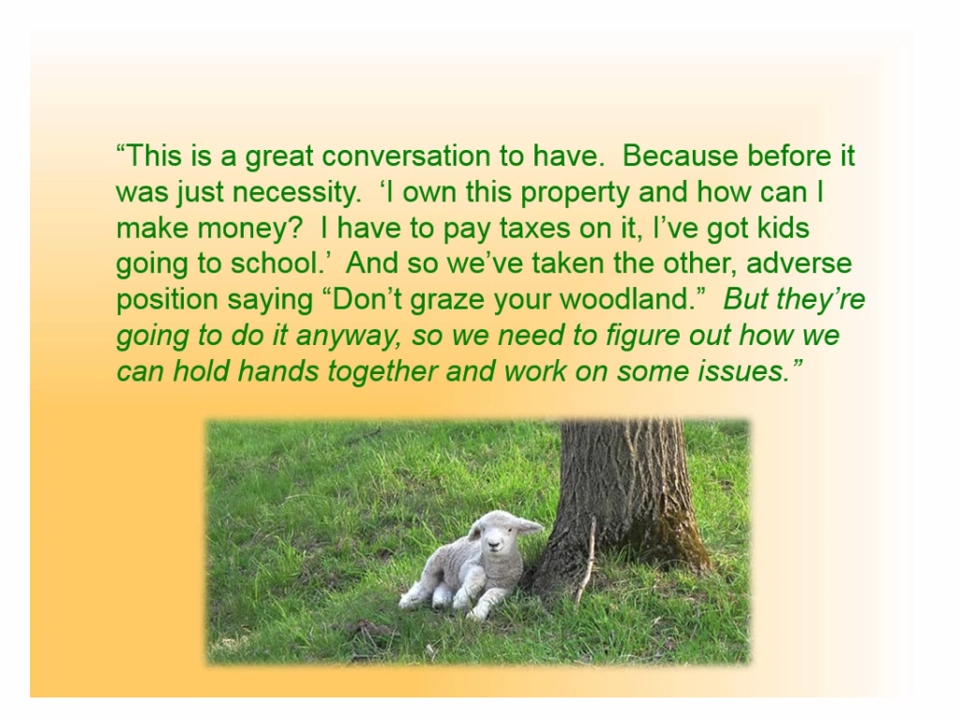 “This is a great conversation to have.  Because before it
was just necessity.  ‘I own this property and how can I
make money?  I have to pay taxes on it, I’ve got kids
going to school.’  And so we’ve taken the other, adverse
position saying “Don’t graze your woodland.”  But they’re
going to do it anyway, so we need to figure out how we
can hold hands together and work on some issues.”